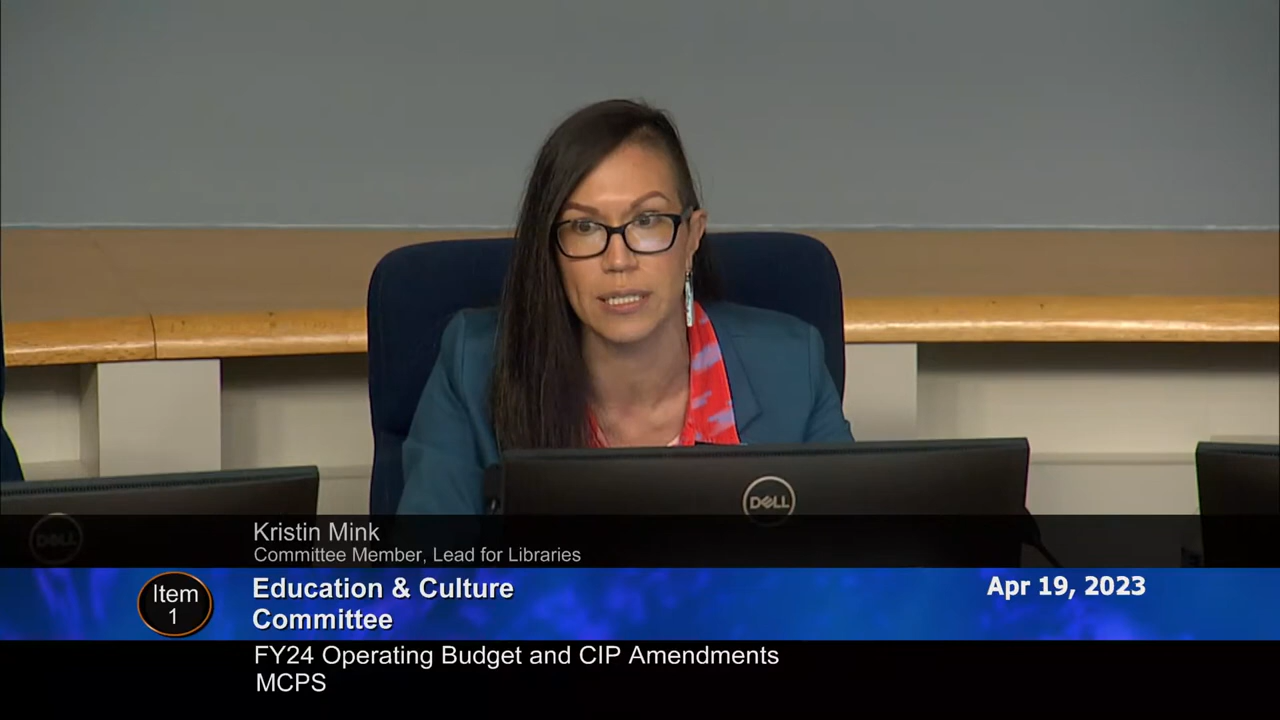 DELL
DELL
Kristin Mink
Committee Member, Lead for Libraries
Item
1
Education & Culture
Committee
Apr 19, 2023
FY24 Operating Budget and CIP Amendments
MCPS